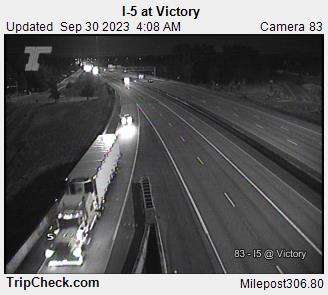 I-5 at Victory
Updated Sep 30 2023 4:08 AM Camera 83
T
S
83 - I5 @ Victory
TripCheck.com Milepost306.80